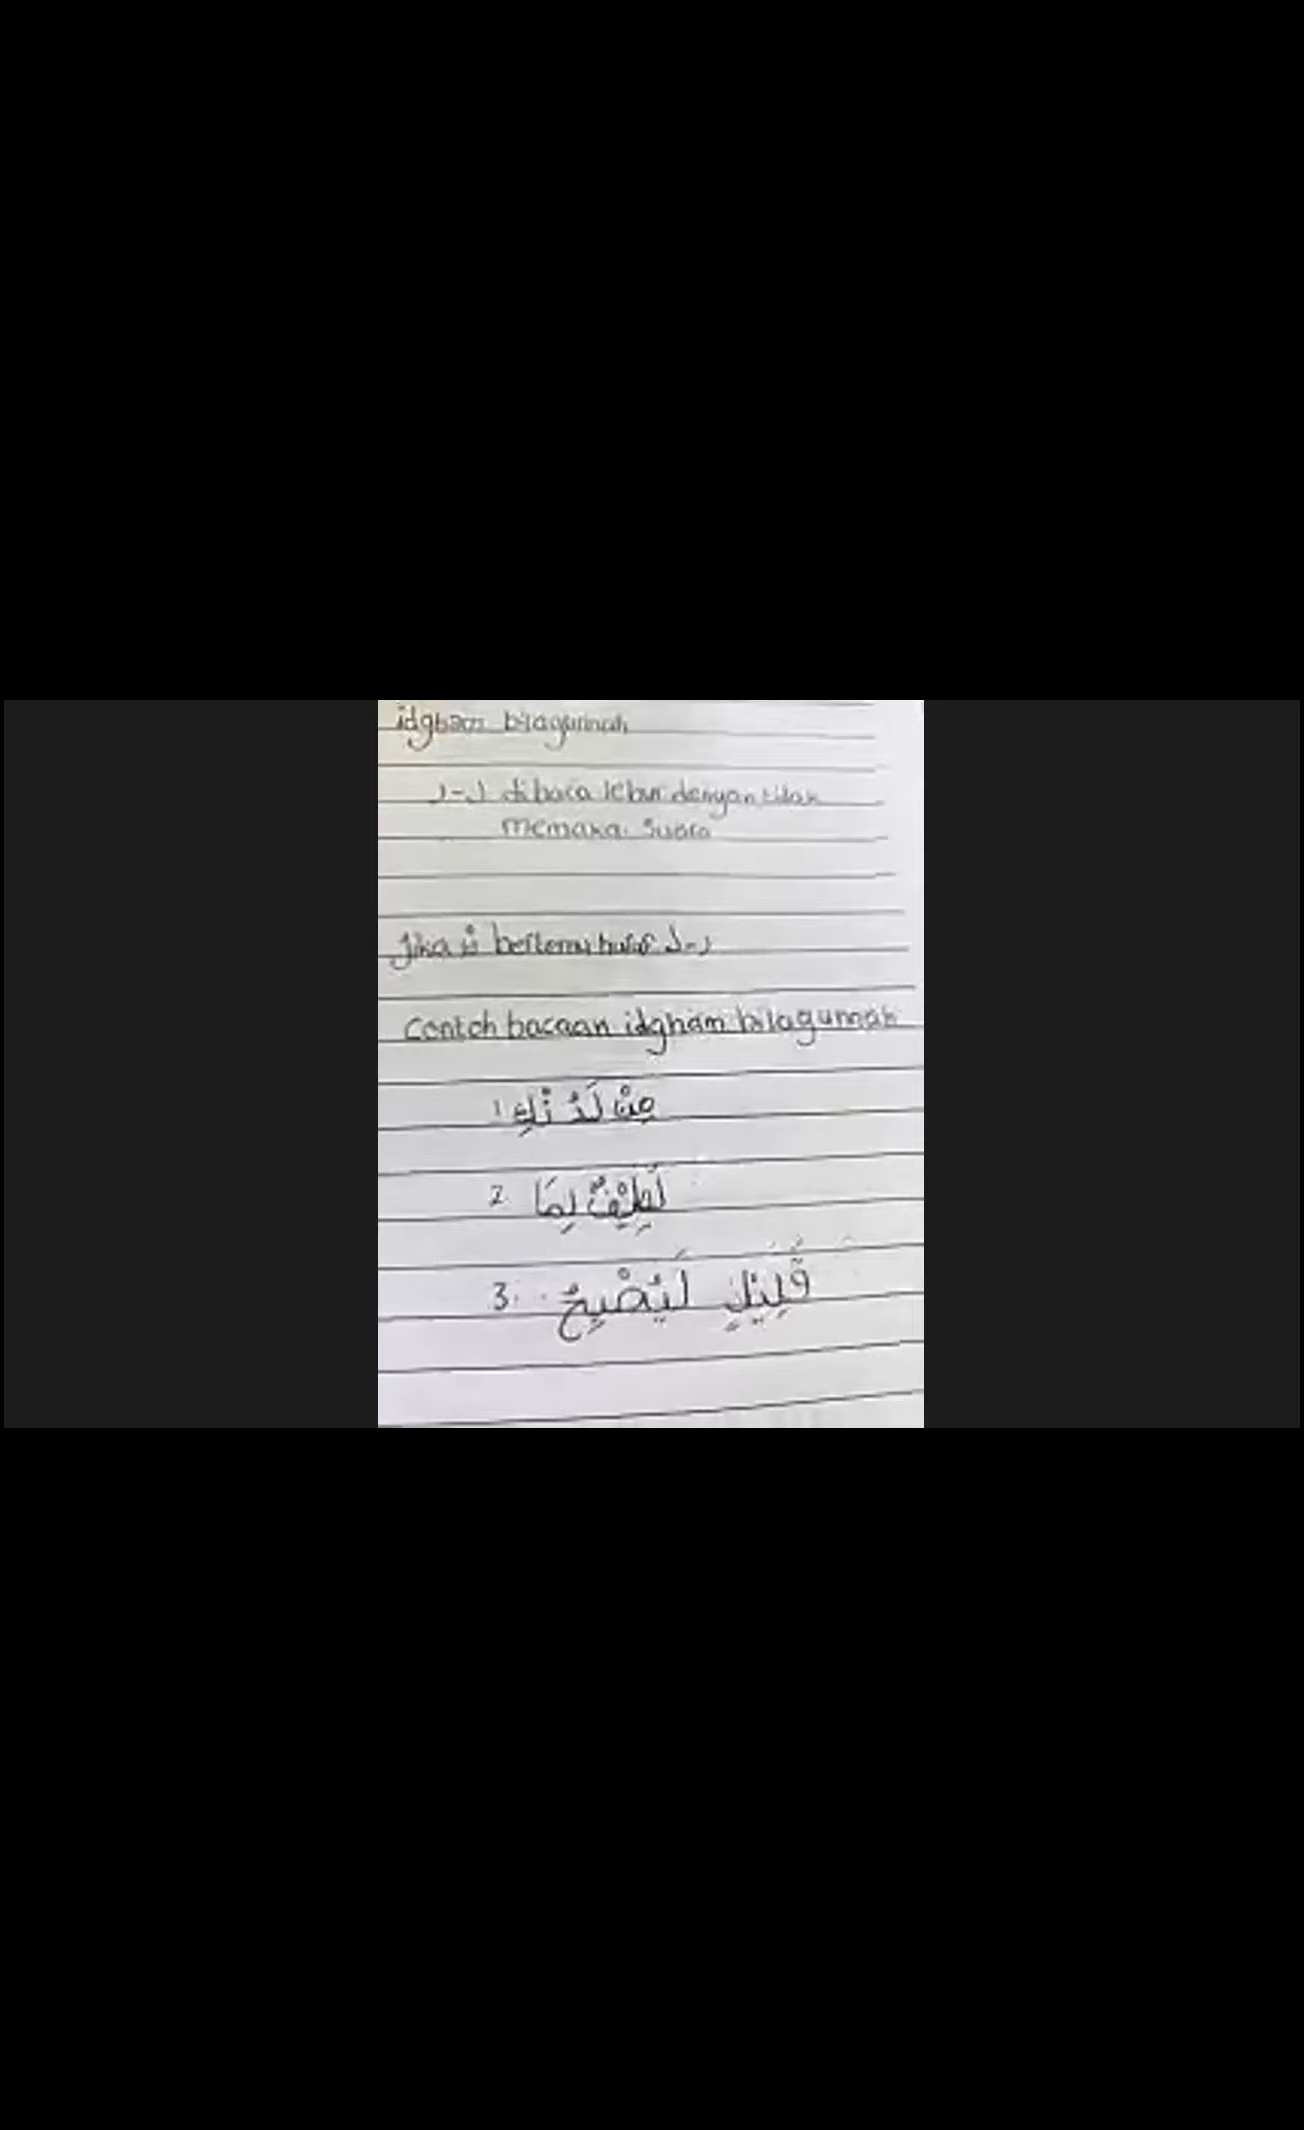 idgham bilagunnah
ل-ر dibaca lebur dengan tidak
memakai suara
Jika نْ bertemu huruf ل-ر
Contoh bacaan idgham bilagunnah
1 مِنْ لَدُنْكِ
2 لَطِيْفٌ لِمَا
3. قَلِيْلٍ لَيُصْبِحُ